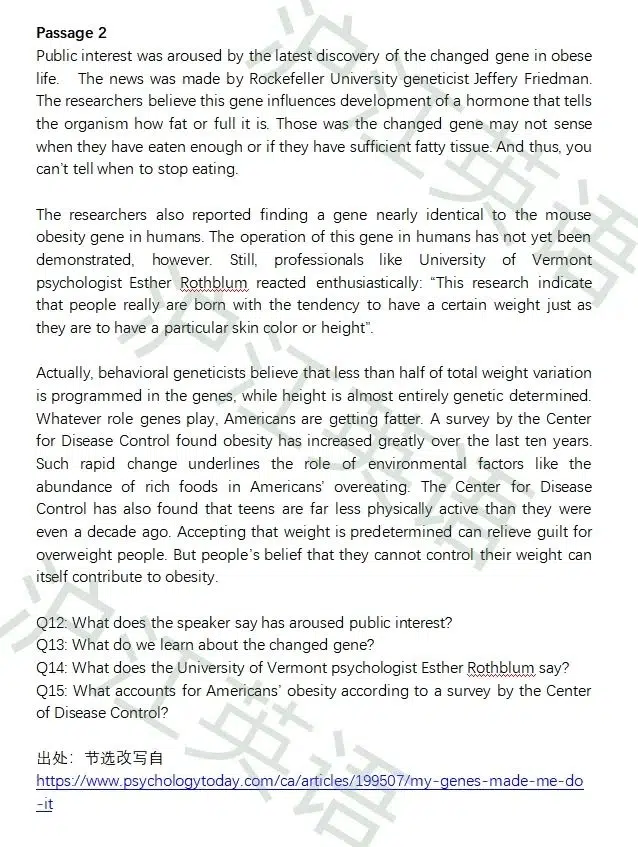 Passage 2
Public interest was aroused by the latest discovery of the changed gene in obese
life. The news was made by Rockefeller University geneticist Jeffery Friedman.
The researchers believe this gene influences development of a hormone that tells
the organism how fat or full it is. Those was the changed gene may not sense
when they have eaten enough or if they have sufficient fatty tissue. And thus, you
can't tell when to stop eating.
The researchers also reported finding a gene nearly identical to the mouse
obesity gene in humans. The operation of this gene in humans has not yet been
demonstrated, however. Still, professionals like University of Vermont
psychologist Esther Rothblum reacted enthusiastically: “This research indicate
that people really are born with the tendency to have a certain weight just as
they are to have a particular skin color or height”.
Actually, behavioral geneticists believe that less than half of total weight variation
is programmed in the genes, while height is almost entirely genetic determined.
Whatever role genes play, Americans are getting fatter. A survey by the Center
for Disease Control found obesity has increased greatly over the last ten years.
Such rapid change underlines the role of environmental factors like the
abundance of rich foods in Americans' overeating. The Center for Disease
Control has also found that teens are far less physically active than they were
even a decade ago. Accepting that weight is predetermined can relieve guilt for
overweight people. But people's belief that they cannot control their weight can
itself contribute to obesity.
Q12: What does the speaker say has aroused public interest?
Q13: What do we learn about the changed gene?
Q14: What does the University of Vermont psychologist Esther Rothblum say?
Q15: What accounts for Americans' obesity according to a survey by the Center
of Disease Control?
出处：节选改写自
https://www.psychologytoday.com/ca/articles/199507/my-genes-made-me-do
-it
沪江英语
沪江英语
沪江英语